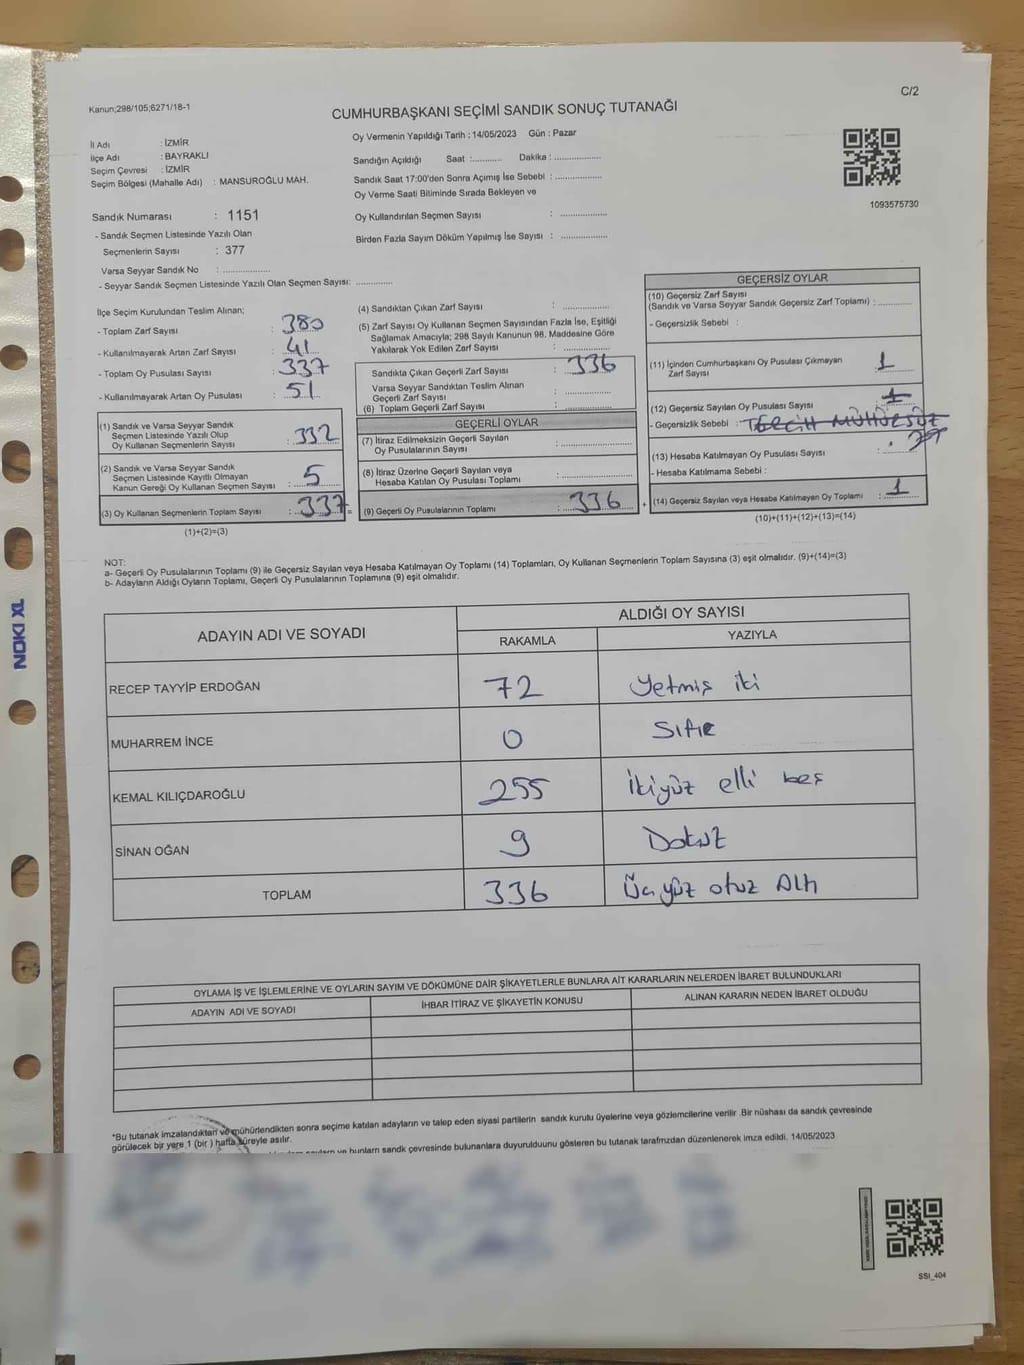 C/2
Kanun;298/105;6271/18-1
CUMHURBAŞKANI SEÇİMİ SANDIK SONUÇ TUTANAĞI
İl Adı : İZMİR
İlçe Adı : BAYRAKLI
Seçim Çevresi : İZMİR
Seçim Bölgesi (Mahalle Adı) : MANSUROĞLU MAH.
Sandık Numarası : 1151
- Sandık Seçmen Listesinde Yazılı Olan
Seçmenlerin Sayısı : 377
Varsa Seyyar Sandık No : ..................
- Seyyar Sandık Seçmen Listesinde Yazılı Olan Seçmen Sayısı: .............
Oy Vermenin Yapıldığı Tarih : 14/05/2023 Gün : Pazar
Sandığın Açıldığı Saat :........... Dakika : .................
Sandık Saat 17:00'den Sonra Açımış İse Sebebi : .................
Oy Verme Saati Bitiminde Sırada Bekleyen ve
Oy Kullandırılan Seçmen Sayısı : .................
Birden Fazla Sayım Döküm Yapılmış İse Sayısı : .................
1093575730
İlçe Seçim Kurulundan Teslim Alınan;
- Toplam Zarf Sayısı : 380
- Kullanılmayarak Artan Zarf Sayısı : 41
- Toplam Oy Pusulası Sayısı : 337
- Kullanılmayarak Artan Oy Pusulası : 51
(1) Sandık ve Varsa Seyyar Sandık
Seçmen Listesinde Yazılı Olup
Oy Kullanan Seçmenlerin Sayısı : 332
(2) Sandık ve Varsa Seyyar Sandık
Seçmen Listesinde Kayıtlı Olmayan
Kanun Gereği Oy Kullanan Seçmen Sayısı : 5
(3) Oy Kullanan Seçmenlerin Toplam Sayısı : 337 =
(1)+(2)=(3)
(4) Sandıktan Çıkan Zarf Sayısı : .................
(5) Zarf Sayısı Oy Kullanan Seçmen Sayısından Fazla İse, Eşitliği
Sağlamak Amacıyla; 298 Sayılı Kanunun 98. Maddesine Göre
Yakılarak Yok Edilen Zarf Sayısı : .................
Sandıkta Çıkan Geçerli Zarf Sayısı : 336
Varsa Seyyar Sandıktan Teslim Alınan
Geçerli Zarf Sayısı : .................
(6) Toplam Geçerli Zarf Sayısı : .................
GEÇERLİ OYLAR
(7) İtiraz Edilmeksizin Geçerli Sayılan
Oy Pusulalarının Sayısı : .................
(8) İtiraz Üzerine Geçerli Sayılan veya
Hesaba Katılan Oy Pusulası Toplamı : .................
(9) Geçerli Oy Pusulalarının Toplamı : 336 +
GEÇERSİZ OYLAR
(10) Geçersiz Zarf Sayısı
(Sandık ve Varsa Seyyar Sandık Geçersiz Zarf Toplamı) : ............
- Geçersizlik Sebebi :
(11) İçinden Cumhurbaşkanı Oy Pusulası Çıkmayan
Zarf Sayısı 1
(12) Geçersiz Sayılan Oy Pusulası Sayısı : 1
- Geçersizlik Sebebi : TERCİH MÜHÜRSÜZ
(13) Hesaba Katılmayan Oy Pusulası Sayısı
- Hesaba Katılmama Sebebi :
(14) Geçersiz Sayılan veya Hesaba Katılmayan Oy Toplamı : 1
(10)+(11)+(12)+(13)=(14)
NOT:
a- Geçerli Oy Pusulalarının Toplamı (9) ile Geçersiz Sayılan veya Hesaba Katılmayan Oy Toplamı (14) Toplamları, Oy Kullanan Seçmenlerin Toplam Sayısına (3) eşit olmalıdır. (9)+(14)=(3)
b- Adayların Aldığı Oyların Toplamı, Geçerli Oy Pusulalarının Toplamına (9) eşit olmalıdır.
ADAYIN ADI VE SOYADI ALDIĞI OY SAYISI
RAKAMLA YAZIYLA
RECEP TAYYİP ERDOĞAN 72 Yetmiş iki
MUHARREM İNCE 0 Sıfır
KEMAL KILIÇDAROĞLU 255 İkiyüz elli beş
SİNAN OĞAN 9 Dokuz
TOPLAM 336 Üçyüz otuz Altı
OYLAMA İŞ VE İŞLEMLERİNE VE OYLARIN SAYIM VE DÖKÜMÜNE DAİR ŞİKAYETLERLE BUNLARA AİT KARARLARIN NELERDEN İBARET BULUNDUKLARI
ADAYIN ADI VE SOYADI İHBAR İTİRAZ VE ŞİKAYETİN KONUSU ALINAN KARARIN NEDEN İBARET OLDUĞU
*Bu tutanak imzalandıktan ve mühürlendikten sonra seçime katılan adayların ve talep eden siyasi partilerin sandık kurulu üyelerine veya gözlemcilerine verilir .Bir nüshası da sandık çevresinde
görülecek bir yere 1 (bir ) hafta süreyle asılır.
ve bunların sandık çevresinde bulunanlara duyurulduunu gösteren bu tutanak tarafımızdan düzenlenerek imza edildi. 14/05/2023
SSI_404
NOKI XL